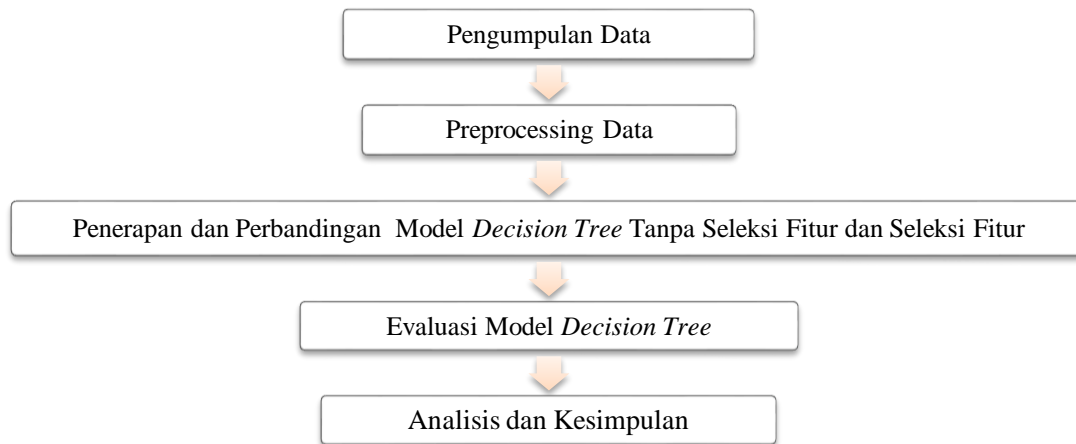 Pengumpulan Data
Preprocessing Data
Penerapan dan Perbandingan Model Decision Tree Tanpa Seleksi Fitur dan Seleksi Fitur
Evaluasi Model Decision Tree
Analisis dan Kesimpulan